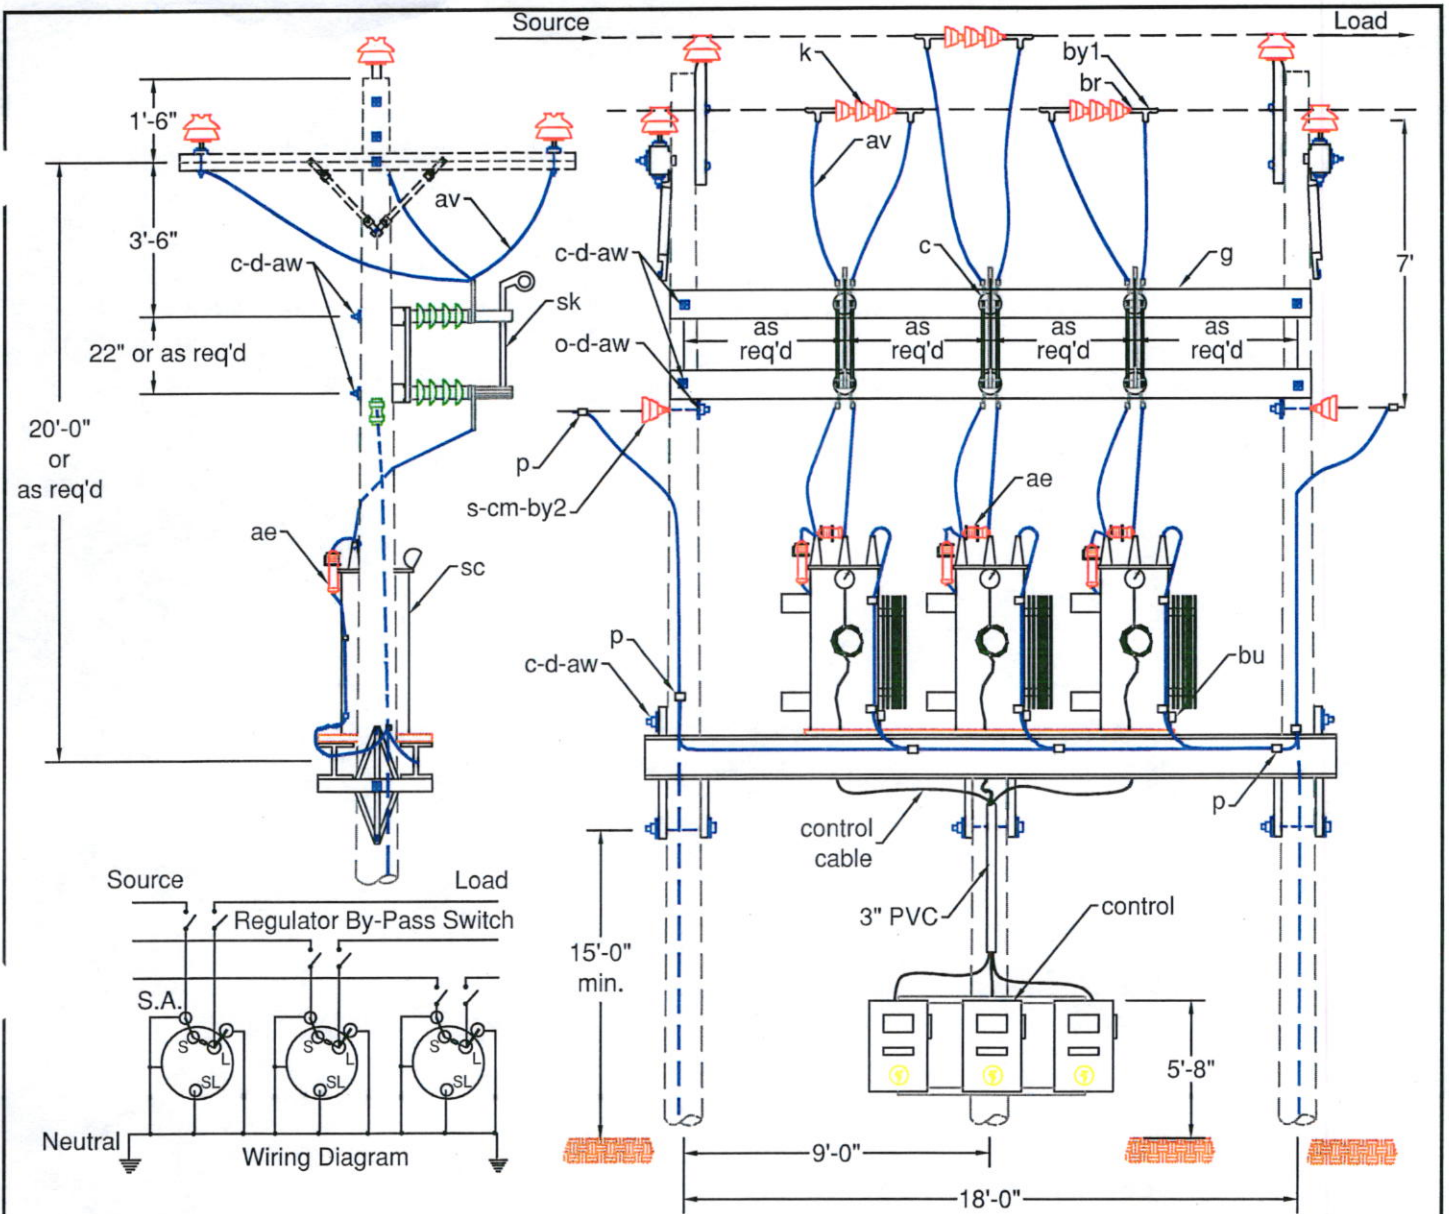 Source
Load
k
by1
br
1'-6"
av
av
3'-6"
c-d-aw
c-d-aw
c
g
7'
sk
as
req'd
as
req'd
as
req'd
as
req'd
22" or as req'd
o-d-aw
20'-0"
or
as req'd
p
s-cm-by2
ae
ae
sc
p
c-d-aw
bu
p
control
cable
Source
Load
Regulator By-Pass Switch
3" PVC
control
15'-0"
min.
S.A.
S
L
SL
S
L
SL
S
L
SL
5'-8"
Neutral
Wiring Diagram
9'-0"
18'-0"